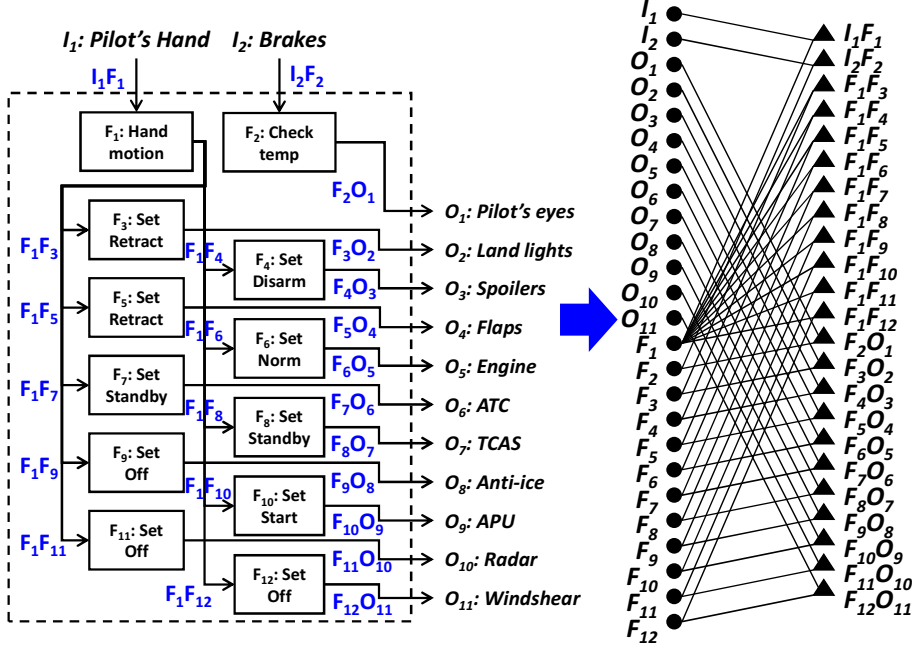 I₁: Pilot's Hand
I₂: Brakes
I₁F₁
I₂F₂
F₁: Hand
motion
F₂: Check
temp
F₂O₁
O₁: Pilot's eyes
F₃: Set
Retract
F₁F₃
F₁F₄
F₃O₂
O₂: Land lights
F₄: Set
Disarm
F₄O₃
O₃: Spoilers
F₅: Set
Retract
F₁F₅
F₁F₆
F₅O₄
O₄: Flaps
F₆: Set
Norm
F₆O₅
O₅: Engine
F₇: Set
Standby
F₁F₇
F₁F₈
F₇O₆
O₆: ATC
F₈: Set
Standby
F₈O₇
O₇: TCAS
F₉: Set
Off
F₁F₉
F₁F₁₀
F₉O₈
O₈: Anti-ice
F₁₀: Set
Start
F₁₀O₉
O₉: APU
F₁₁: Set
Off
F₁F₁₁
F₁₁O₁₀
O₁₀: Radar
F₁F₁₂
F₁₂: Set
Off
F₁₂O₁₁
O₁₁: Windshear
I₁
I₂
O₁
O₂
O₃
O₄
O₅
O₆
O₇
O₈
O₉
O₁₀
O₁₁
F₁
F₂
F₃
F₄
F₅
F₆
F₇
F₈
F₉
F₁₀
F₁₁
F₁₂
I₁F₁
I₂F₂
F₁F₃
F₁F₄
F₁F₅
F₁F₆
F₁F₇
F₁F₈
F₁F₉
F₁F₁₀
F₁F₁₁
F₁F₁₂
F₂O₁
F₃O₂
F₄O₃
F₅O₄
F₆O₅
F₇O₆
F₈O₇
F₉O₈
F₁₀O₉
F₁₁O₁₀
F₁₂O₁₁